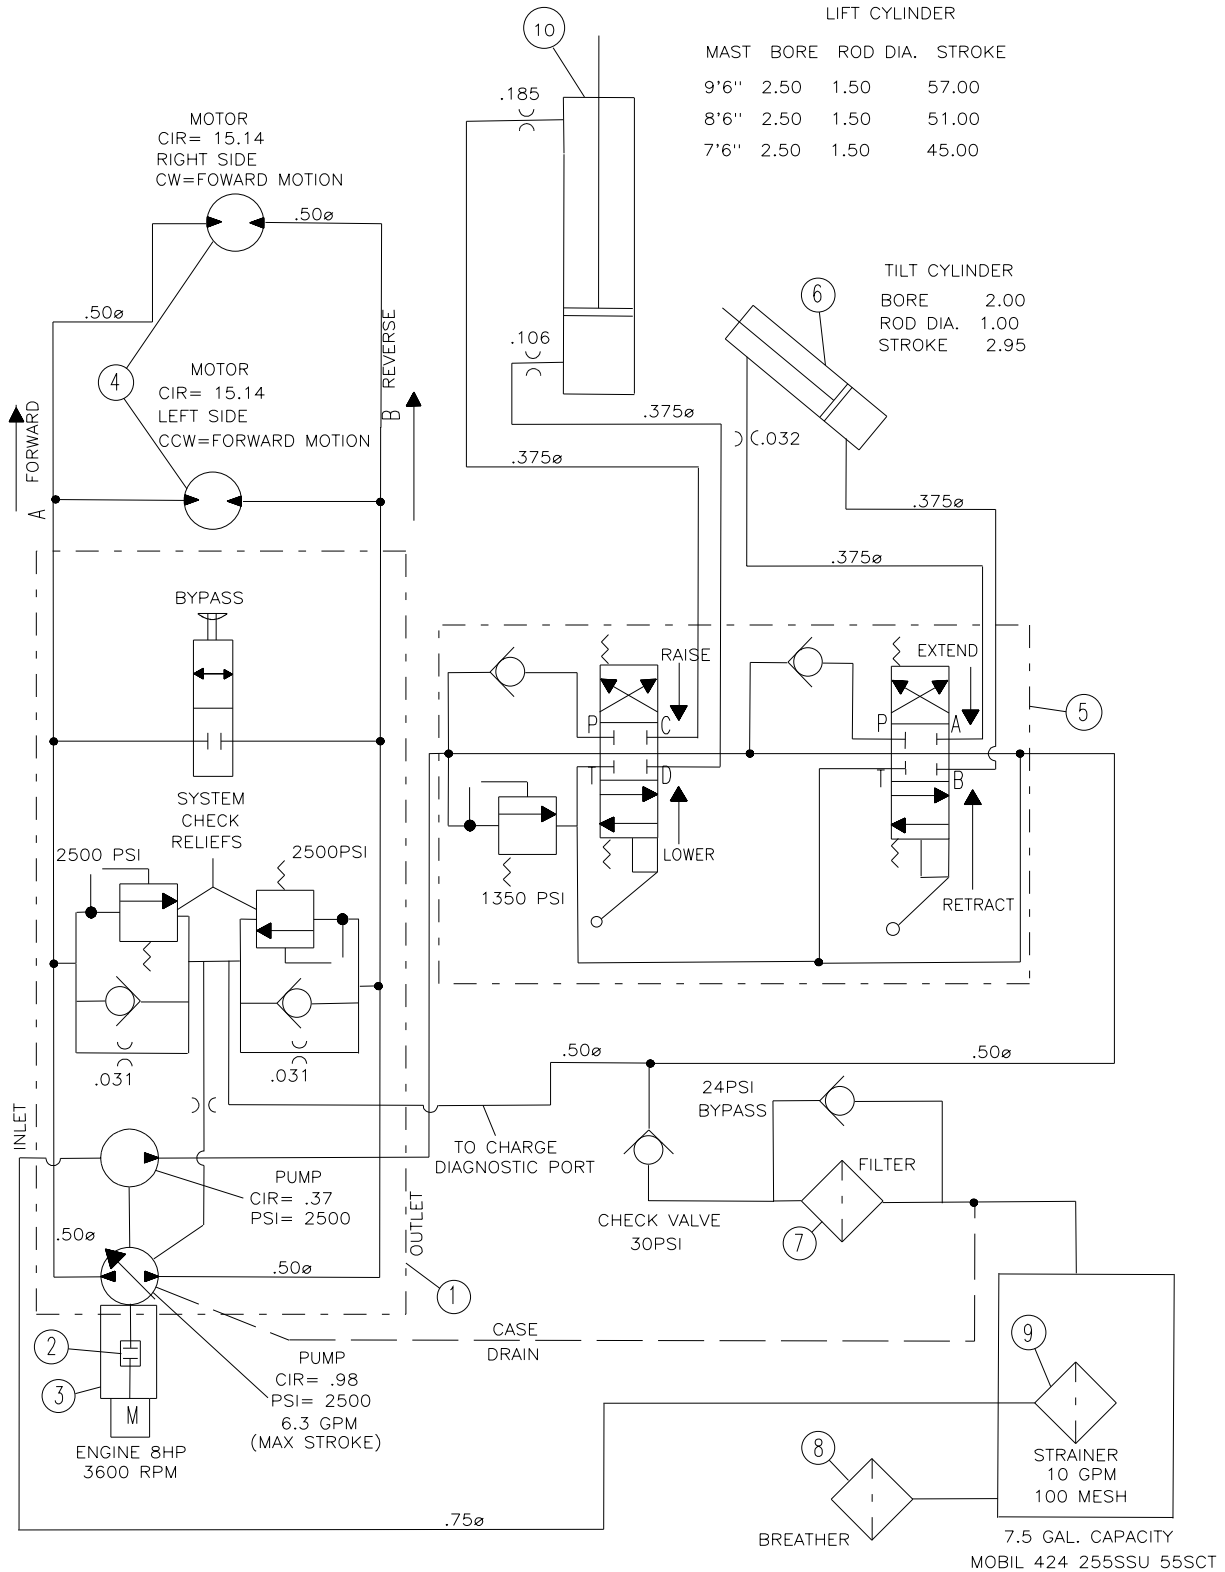 LIFT CYLINDER
MAST BORE ROD DIA. STROKE
9'6" 2.50 1.50 57.00
8'6" 2.50 1.50 51.00
7'6" 2.50 1.50 45.00
10
.185
MOTOR
CIR= 15.14
RIGHT SIDE
CW=FOWARD MOTION
.50ø
.50ø
TILT CYLINDER
BORE 2.00
ROD DIA. 1.00
STROKE 2.95
6
.106
4
MOTOR
CIR= 15.14
LEFT SIDE
CCW=FORWARD MOTION
FORWARD
A
REVERSE
B
.375ø
.375ø
.032
.375ø
.375ø
BYPASS
RAISE
EXTEND
5
P
C
T
D
P
A
T
B
LOWER
RETRACT
1350 PSI
SYSTEM
CHECK
RELIEFS
2500 PSI
2500PSI
.031
.031
.50ø
.50ø
INLET
TO CHARGE
DIAGNOSTIC PORT
24PSI
BYPASS
FILTER
7
CHECK VALVE
30PSI
PUMP
CIR= .37
PSI= 2500
OUTLET
.50ø
.50ø
1
CASE
DRAIN
2
3
M
ENGINE 8HP
3600 RPM
PUMP
CIR= .98
PSI= 2500
6.3 GPM
(MAX STROKE)
9
STRAINER
10 GPM
100 MESH
8
BREATHER
.75ø
7.5 GAL. CAPACITY
MOBIL 424 255SSU 55SCT